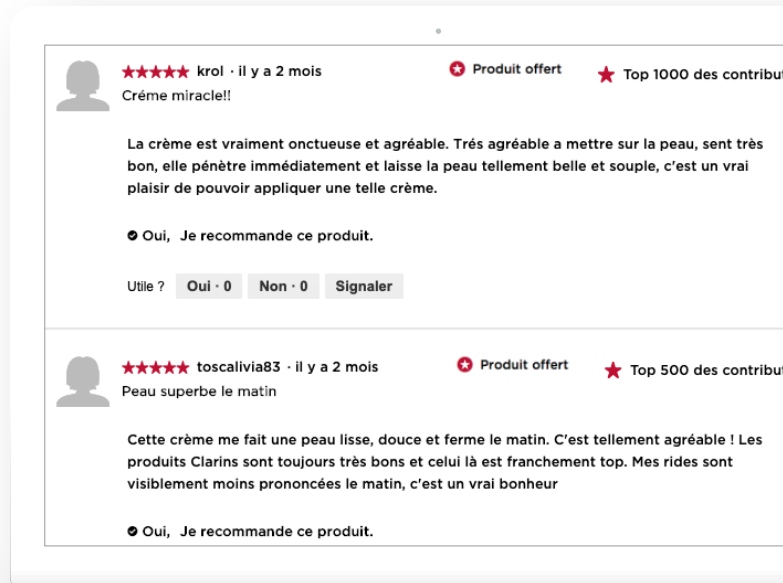 krol · il y a 2 mois
Produit offert
Top 1000 des contribut
Créme miracle!!
La crème est vraiment onctueuse et agréable. Trés agréable a mettre sur la peau, sent très
bon, elle pénètre immédiatement et laisse la peau tellement belle et souple, c'est un vrai
plaisir de pouvoir appliquer une telle crème.
Oui, Je recommande ce produit.
Utile ? Oui · 0 Non · 0 Signaler
toscalivia83 · il y a 2 mois
Produit offert
Top 500 des contribut
Peau superbe le matin
Cette crème me fait une peau lisse, douce et ferme le matin. C'est tellement agréable ! Les
produits Clarins sont toujours très bons et celui là est franchement top. Mes rides sont
visiblement moins prononcées le matin, c'est un vrai bonheur
Oui, Je recommande ce produit.